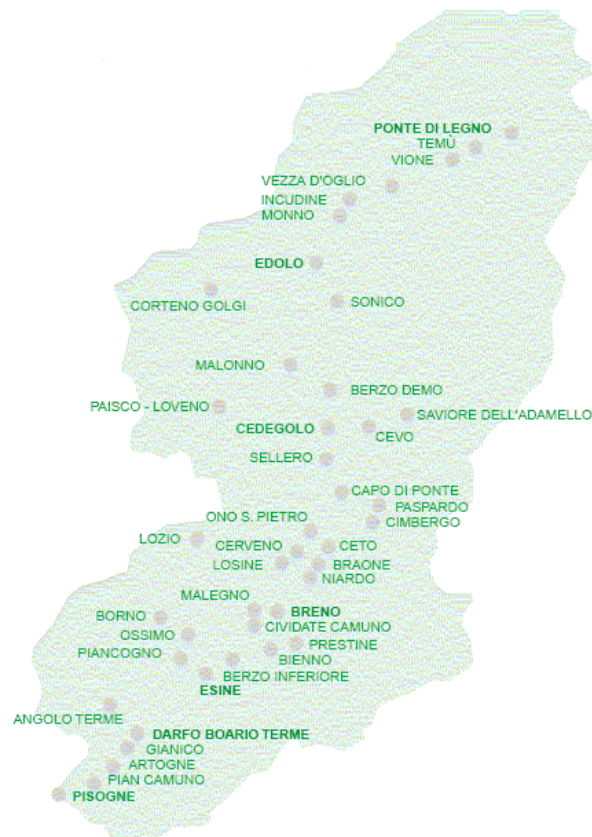 PONTE DI LEGNO
TEMÙ
VIONE
VEZZA D'OGLIO
INCUDINE
MONNO
EDOLO
CORTENO GOLGI
SONICO
MALONNO
BERZO DEMO
PAISCO - LOVENO
SAVIORE DELL'ADAMELLO
CEDEGOLO
CEVO
SELLERO
CAPO DI PONTE
PASPARDO
ONO S. PIETRO
CIMBERGO
LOZIO
CERVENO
CETO
LOSINE
BRAONE
NIARDO
MALEGNO
BRENO
BORNO
CIVIDATE CAMUNO
OSSIMO
PRESTINE
PIANCOGNO
BIENNO
BERZO INFERIORE
ESINE
ANGOLO TERME
DARFO BOARIO TERME
GIANICO
ARTOGNE
PIAN CAMUNO
PISOGNE